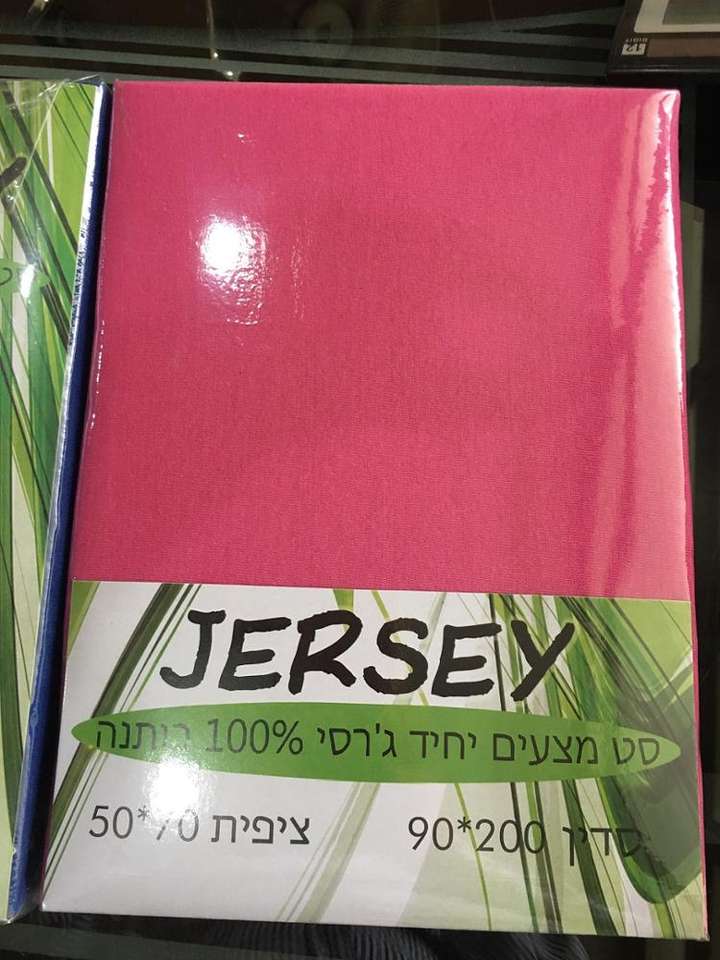 JERSEY
סט מצעים יחיד ג'רסי 100% כותנה
סדין 90*200
ציפית 50*70